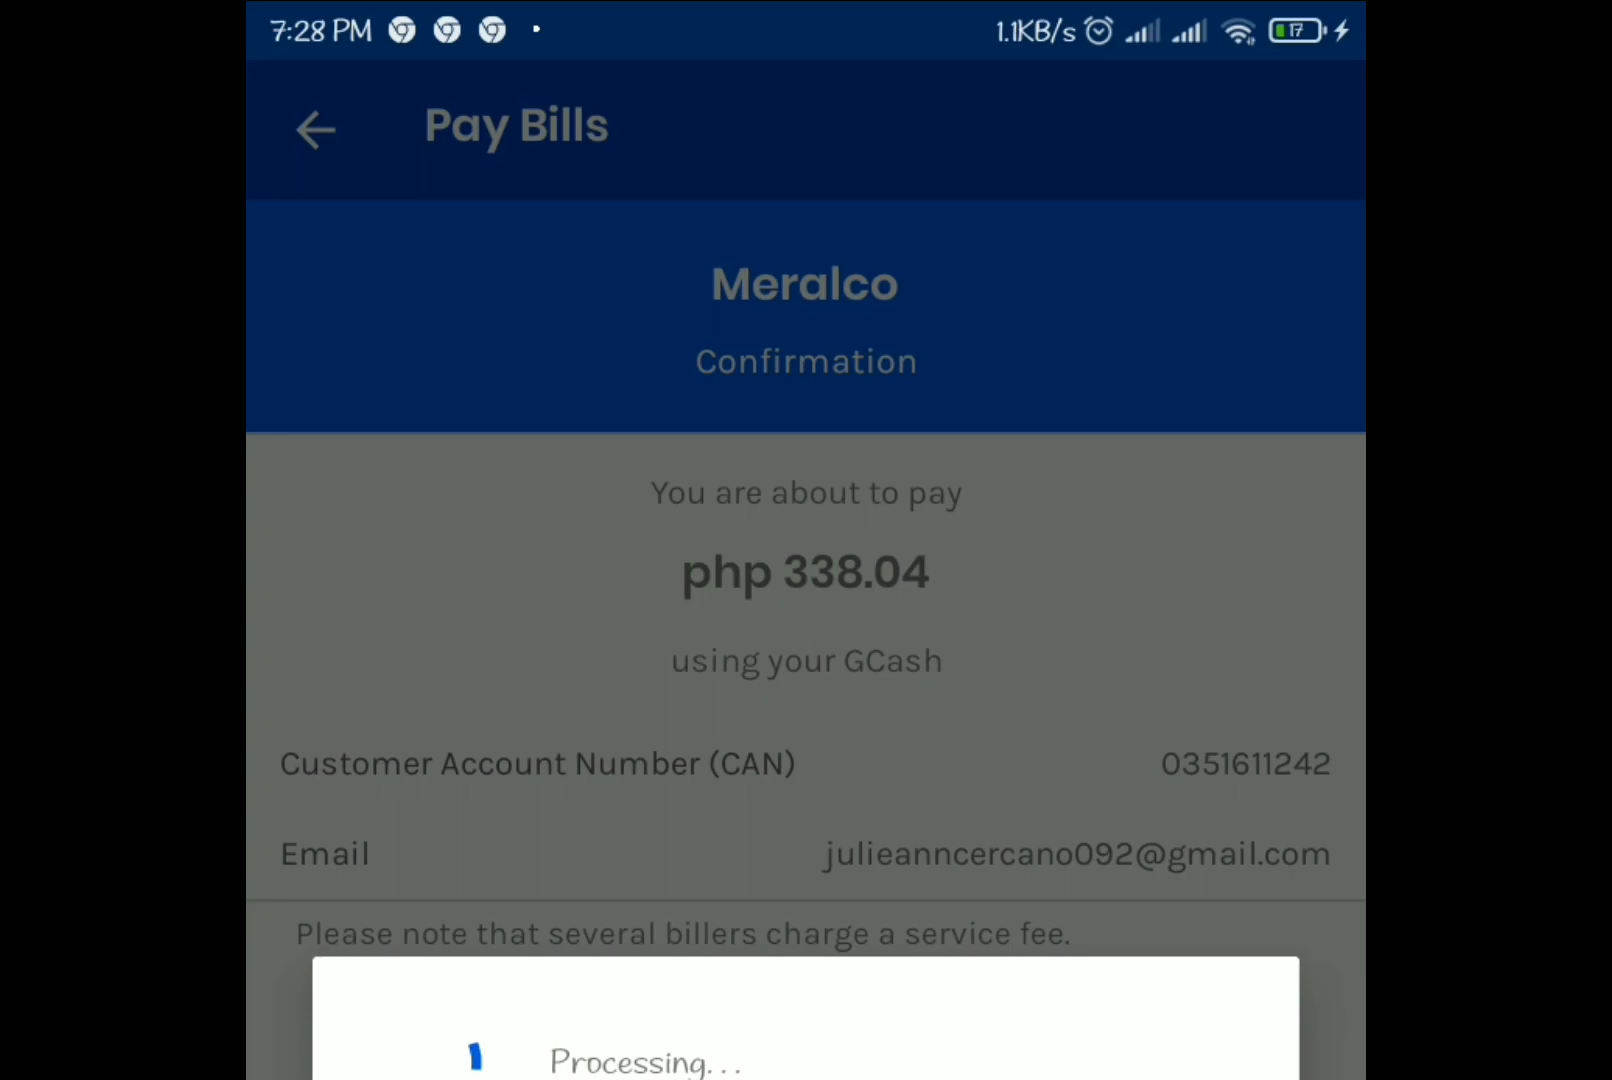 7:28 PM 1.1KB/s 17
Pay Bills
Meralco
Confirmation
You are about to pay
php 338.04
using your GCash
Customer Account Number (CAN) 0351611242
Email julieanncercano092@gmail.com
Please note that several billers charge a service fee.
Processing...